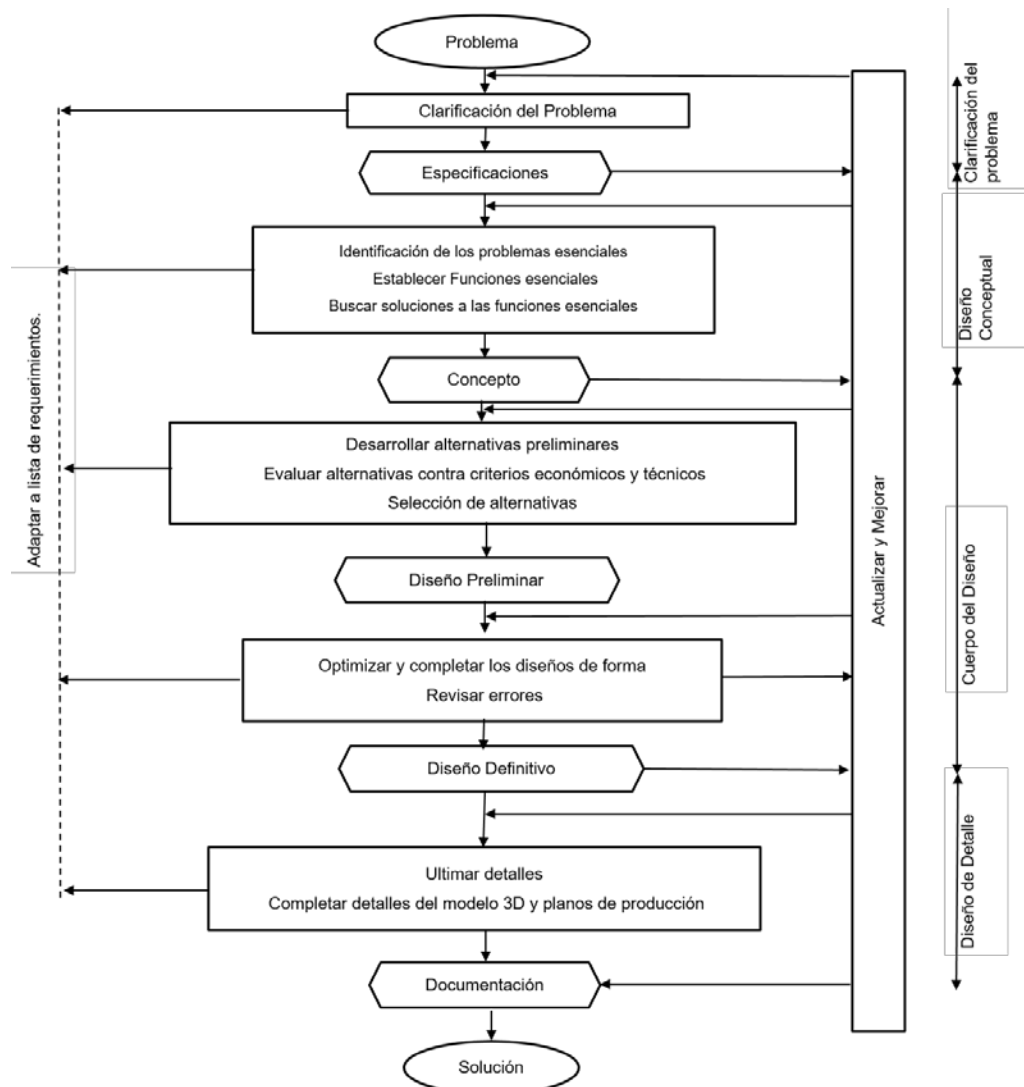 Problema
Clarificación del Problema
Especificaciones
Identificación de los problemas esenciales
Establecer Funciones esenciales
Buscar soluciones a las funciones esenciales
Concepto
Desarrollar alternativas preliminares
Evaluar alternativas contra criterios económicos y técnicos
Selección de alternativas
Diseño Preliminar
Optimizar y completar los diseños de forma
Revisar errores
Diseño Definitivo
Ultimar detalles
Completar detalles del modelo 3D y planos de producción
Documentación
Solución
Adaptar a lista de requerimientos.
Actualizar y Mejorar
Clarificación del
problema
Diseño
Conceptual
Cuerpo del Diseño
Diseño de Detalle